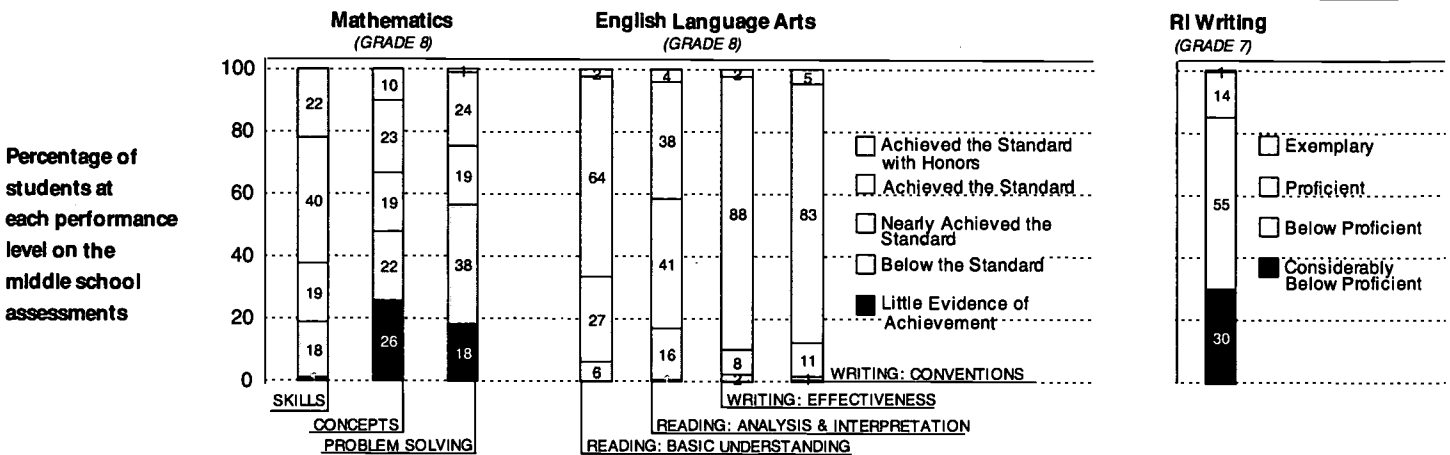 Mathematics
(GRADE 8)
English Language Arts
(GRADE 8)
RI Writing
(GRADE 7)
Percentage of
students at
each performance
level on the
middle school
assessments
100
80
60
40
20
0
22
40
19
18
10
23
19
22
26
1
24
19
38
18
2
64
27
6
4
38
41
16
2
88
8
2
5
83
11
1
Achieved the Standard
with Honors
Achieved the Standard
Nearly Achieved the
Standard
Below the Standard
Little Evidence of
Achievement
SKILLS
CONCEPTS
PROBLEM SOLVING
WRITING: CONVENTIONS
WRITING: EFFECTIVENESS
READING: ANALYSIS & INTERPRETATION
READING: BASIC UNDERSTANDING
1
14
55
30
Exemplary
Proficient
Below Proficient
Considerably
Below Proficient